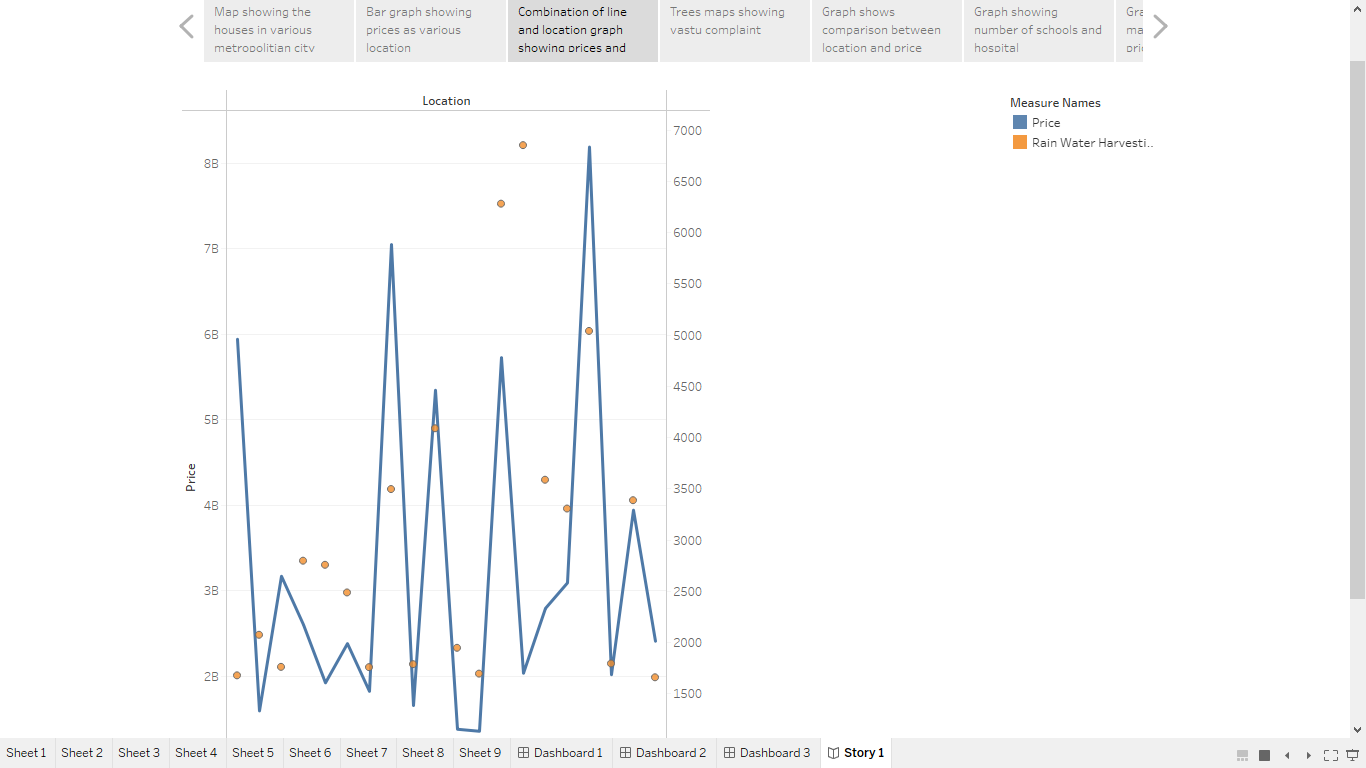 Map showing the
houses in various
metropolitian city
Bar graph showing
prices as various
location
Combination of line
and location graph
showing prices and
Trees maps showing
vastu complaint
Graph shows
comparison between
location and price
Graph showing
number of schools and
hospital
Gra
ma
pric
Location
Measure Names
Price
Rain Water Harvesti..
8B
7B
6B
5B
4B
3B
2B
Price
7000
6500
6000
5500
5000
4500
4000
3500
3000
2500
2000
1500
Sheet 1
Sheet 2
Sheet 3
Sheet 4
Sheet 5
Sheet 6
Sheet 7
Sheet 8
Sheet 9
Dashboard 1
Dashboard 2
Dashboard 3
Story 1